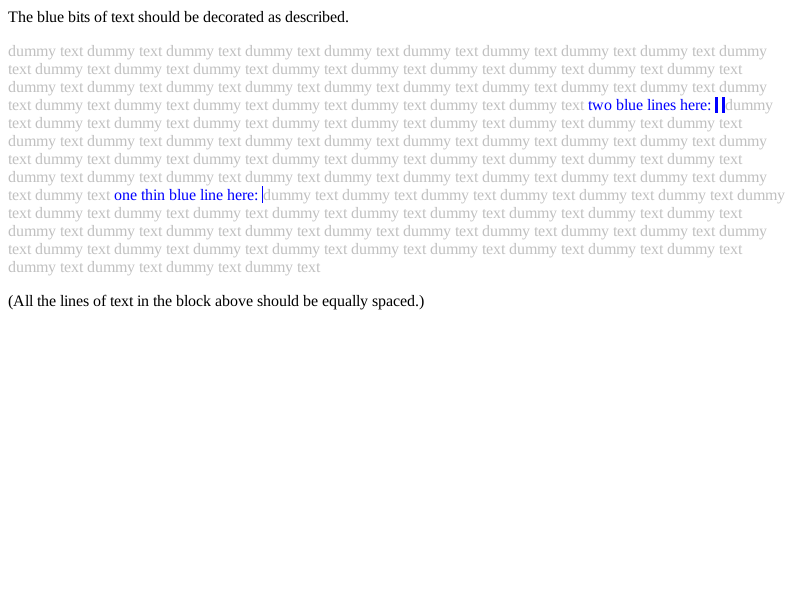 The blue bits of text should be decorated as described.
dummy text dummy text dummy text dummy text dummy text dummy text dummy text dummy text dummy text dummy
text dummy text dummy text dummy text dummy text dummy text dummy text dummy text dummy text dummy text
dummy text dummy text dummy text dummy text dummy text dummy text dummy text dummy text dummy text dummy
text dummy text dummy text dummy text dummy text dummy text dummy text dummy text two blue lines here: dummy
text dummy text dummy text dummy text dummy text dummy text dummy text dummy text dummy text dummy text
dummy text dummy text dummy text dummy text dummy text dummy text dummy text dummy text dummy text dummy
text dummy text dummy text dummy text dummy text dummy text dummy text dummy text dummy text dummy text
dummy text dummy text dummy text dummy text dummy text dummy text dummy text dummy text dummy text dummy
text dummy text one thin blue line here: dummy text dummy text dummy text dummy text dummy text dummy text dummy
text dummy text dummy text dummy text dummy text dummy text dummy text dummy text dummy text dummy text
dummy text dummy text dummy text dummy text dummy text dummy text dummy text dummy text dummy text dummy
text dummy text dummy text dummy text dummy text dummy text dummy text dummy text dummy text dummy text
dummy text dummy text dummy text dummy text
(All the lines of text in the block above should be equally spaced.)